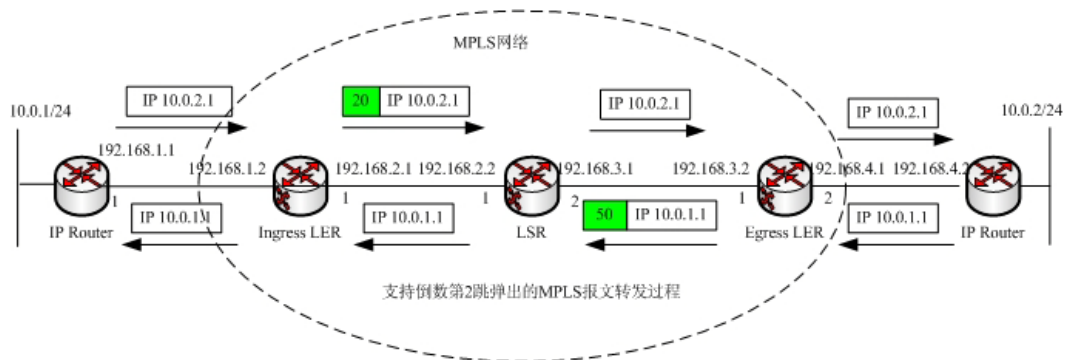 MPLS网络
IP 10.0.2.1
20 IP 10.0.2.1
IP 10.0.2.1
IP 10.0.2.1
10.0.1/24
10.0.2/24
192.168.1.1
192.168.1.2
192.168.2.1
192.168.2.2
192.168.3.1
192.168.3.2
192.168.4.1
192.168.4.2
1
1
1
2
1
2
IP 10.0.1.1
IP 10.0.1.1
50 IP 10.0.1.1
IP 10.0.1.1
IP Router
Ingress LER
LSR
Egress LER
IP Router
支持倒数第2跳弹出的MPLS报文转发过程